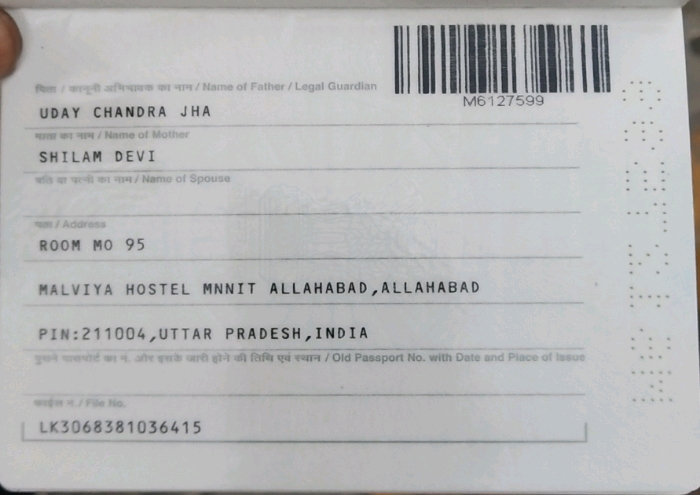 M6127599
पिता / कानूनी अभिभावक का नाम / Name of Father / Legal Guardian
UDAY CHANDRA JHA
माता का नाम / Name of Mother
SHILAM DEVI
पति या पत्नी का नाम / Name of Spouse
पता / Address
ROOM MO 95
MALVIYA HOSTEL MNNIT ALLAHABAD,ALLAHABAD
PIN:211004,UTTAR PRADESH,INDIA
पुराने पासपोर्ट का नं. और इसके जारी होने की तिथि एवं स्थान / Old Passport No. with Date and Place of Issue
फाईल नं. / File No.
LK3068381036415